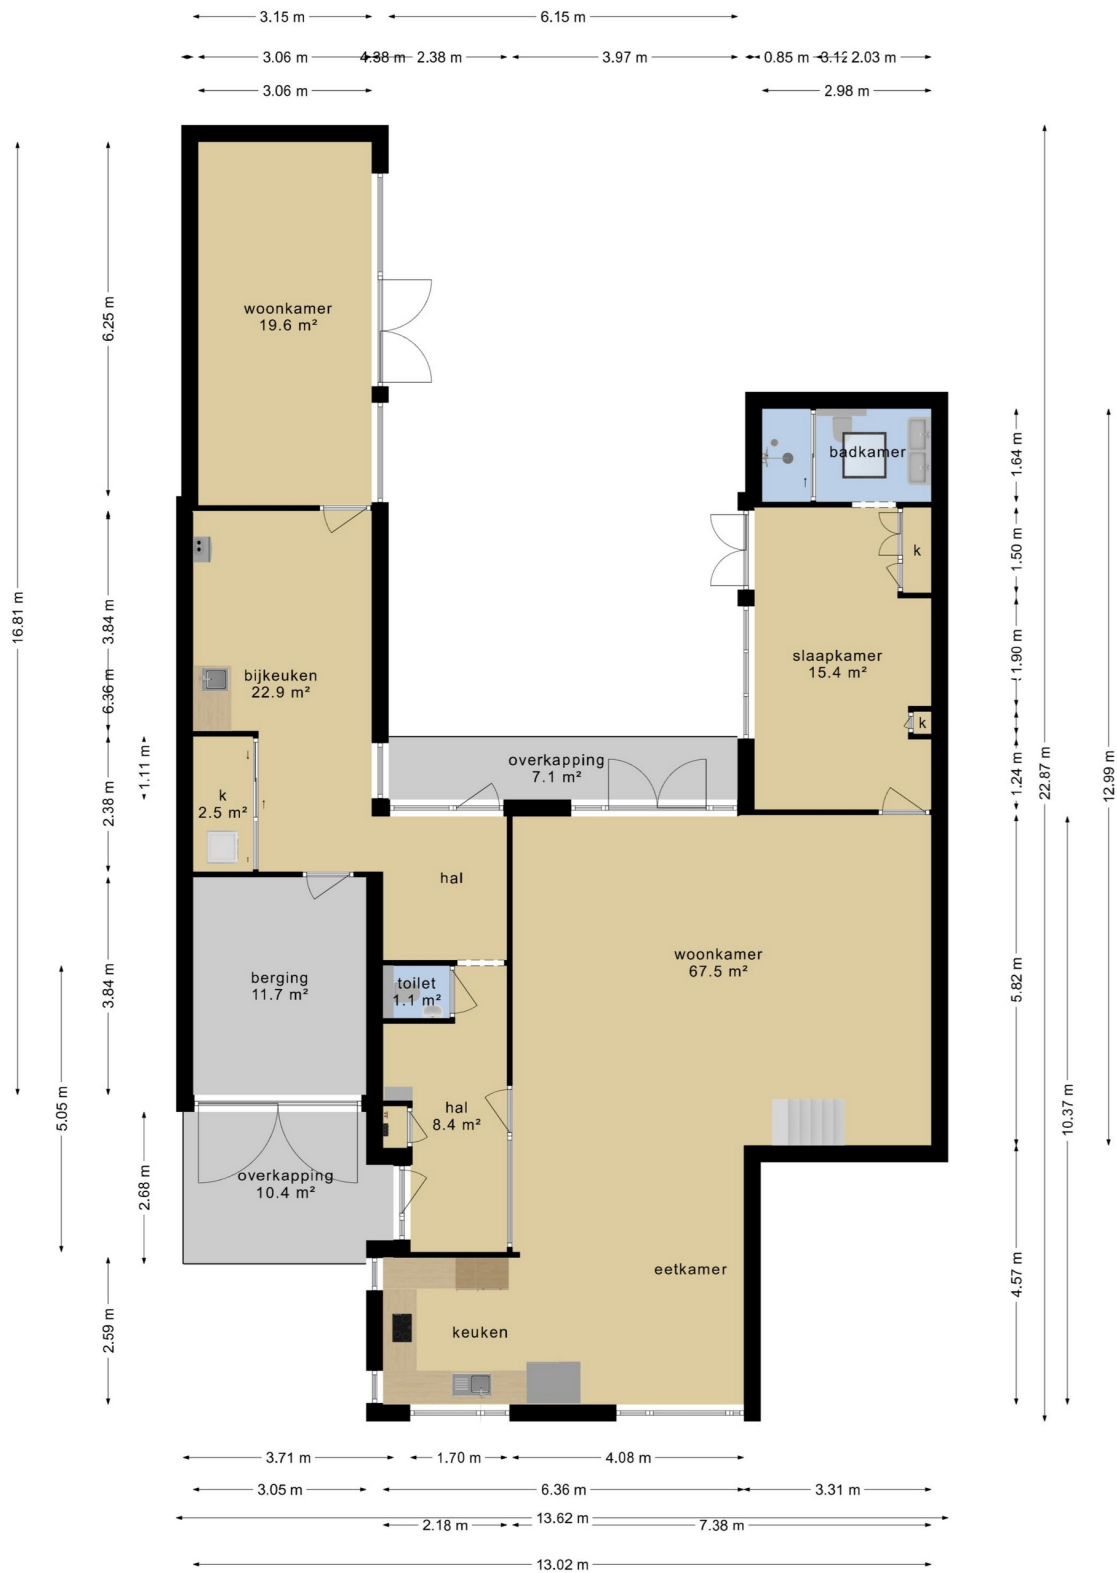 3.15 m
6.15 m
3.06 m
4.38 m
2.38 m
3.97 m
0.85 m
3.12
2.03 m
3.06 m
2.98 m
woonkamer
19.6 m²
6.25 m
16.81 m
badkamer
1.64 m
k
1.50 m
slaapkamer
15.4 m²
1.90 m
k
1.24 m
22.87 m
12.99 m
bijkeuken
22.9 m²
3.84 m
6.36 m
2.38 m
1.11 m
overkapping
7.1 m²
k
2.5 m²
hal
woonkamer
67.5 m²
5.82 m
10.37 m
berging
11.7 m²
3.84 m
toilet
1.1 m²
5.05 m
hal
8.4 m²
overkapping
10.4 m²
2.68 m
eetkamer
4.57 m
keuken
2.59 m
3.71 m
1.70 m
4.08 m
3.05 m
6.36 m
3.31 m
13.62 m
2.18 m
7.38 m
13.02 m